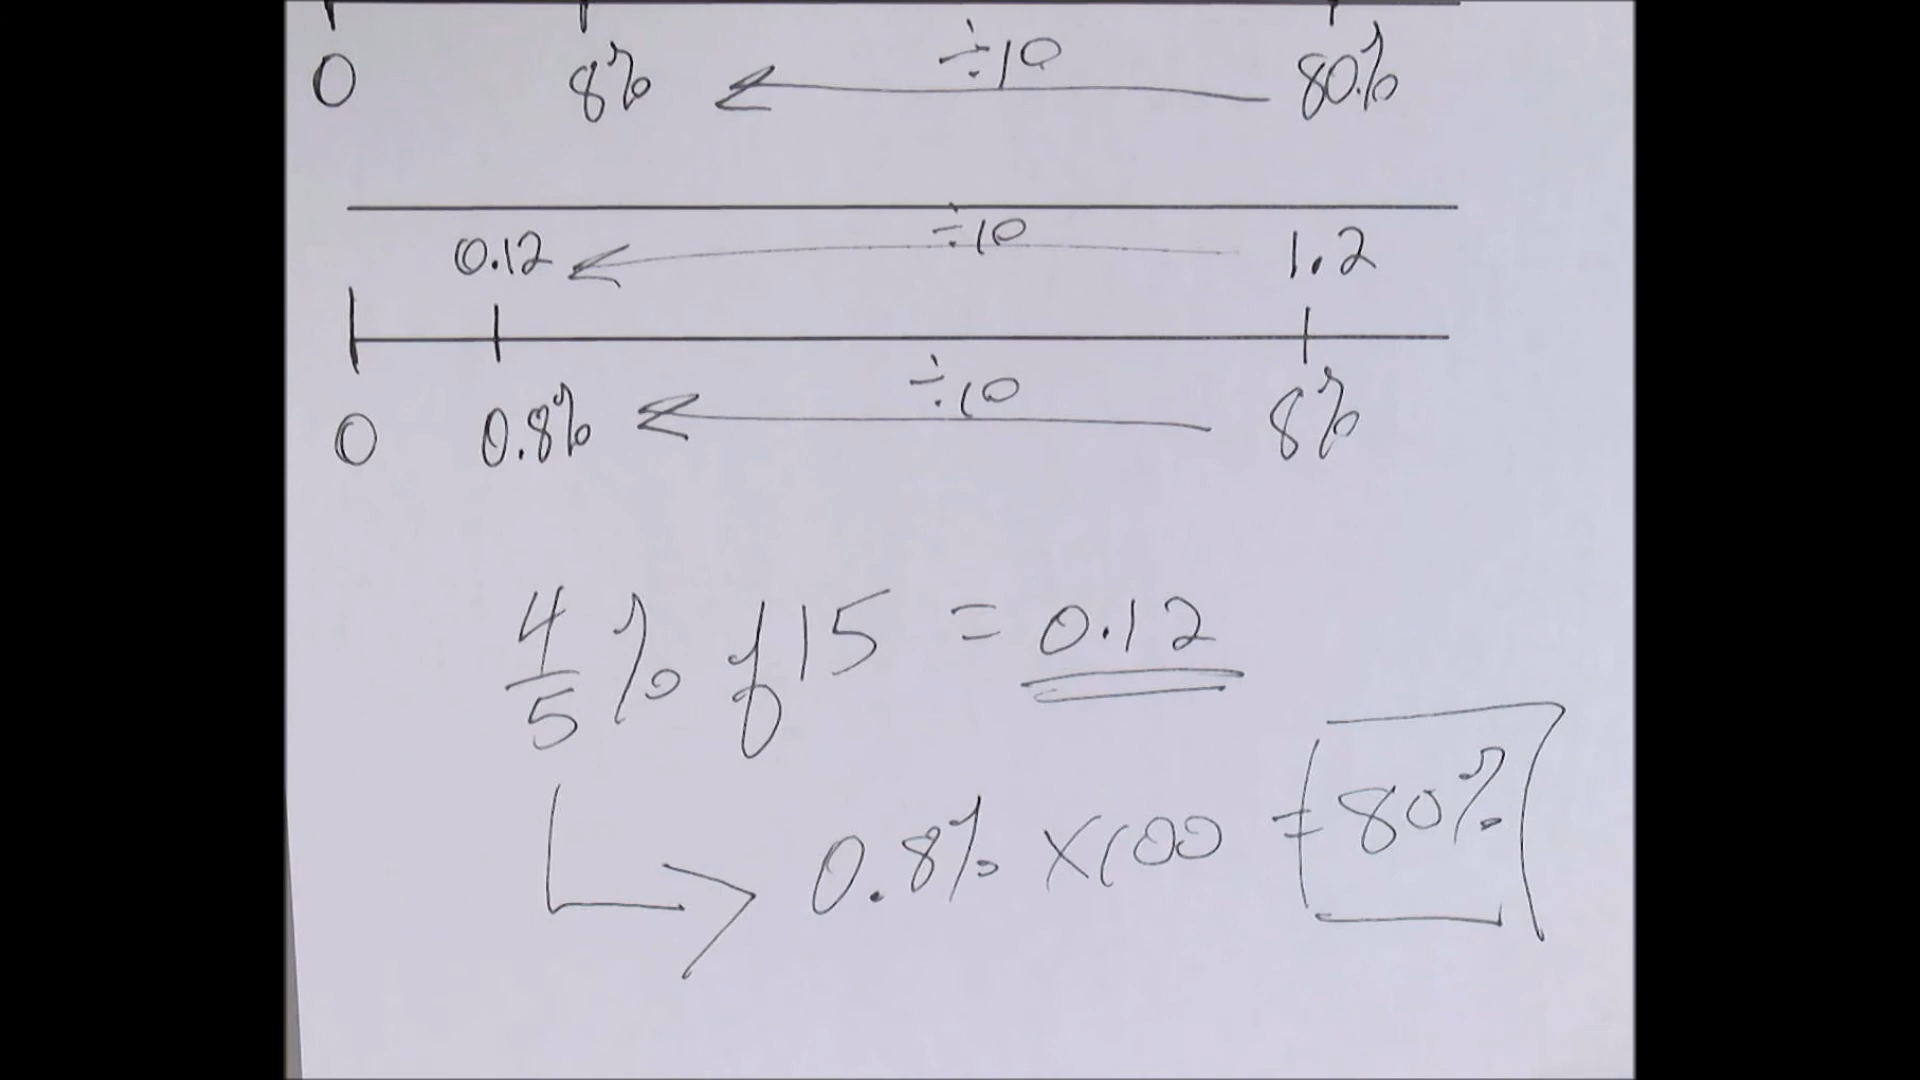 ÷10
0 8% 80%
÷10
0.12 1.2
÷10
0 0.8% 8%
4/5 % of 15 = 0.12
0.8% x100 = 80%